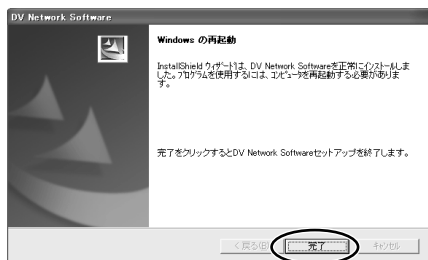 DV Network Software
Windows の再起動
InstallShield ウィザードは、DV Network Softwareを正常にインストールしま
した。プログラムを使用するには、コンピュータを再起動する必要がありま
す。
完了をクリックするとDV Network Softwareセットアップを終了します。
< 戻る(B) 完了 キャンセル